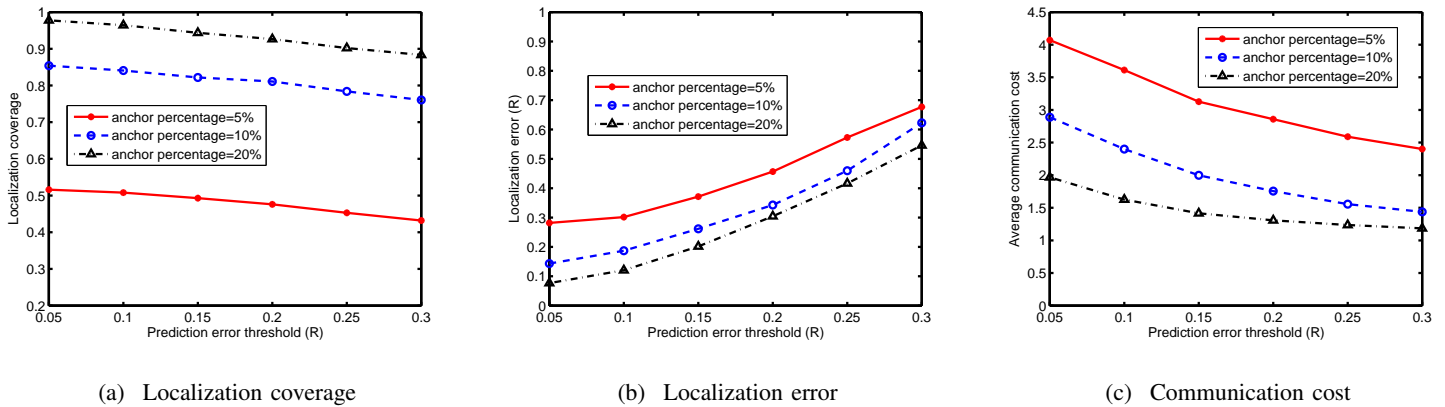 1
0.9
0.8
0.7
0.6
0.5
0.4
0.3
0.2
0.05 0.1 0.15 0.2 0.25 0.3
Localization coverage
Prediction error threshold (R)
anchor percentage=5%
anchor percentage=10%
anchor percentage=20%
(a) Localization coverage
1
0.9
0.8
0.7
0.6
0.5
0.4
0.3
0.2
0.1
0
0.05 0.1 0.15 0.2 0.25 0.3
Localization error (R)
Prediction error threshold (R)
anchor percentage=5%
anchor percentage=10%
anchor percentage=20%
(b) Localization error
4.5
4
3.5
3
2.5
2
1.5
1
0.5
0
0.05 0.1 0.15 0.2 0.25 0.3
Average communication cost
Prediction error threshold (R)
anchor percentage=5%
anchor percentage=10%
anchor percentage=20%
(c) Communication cost